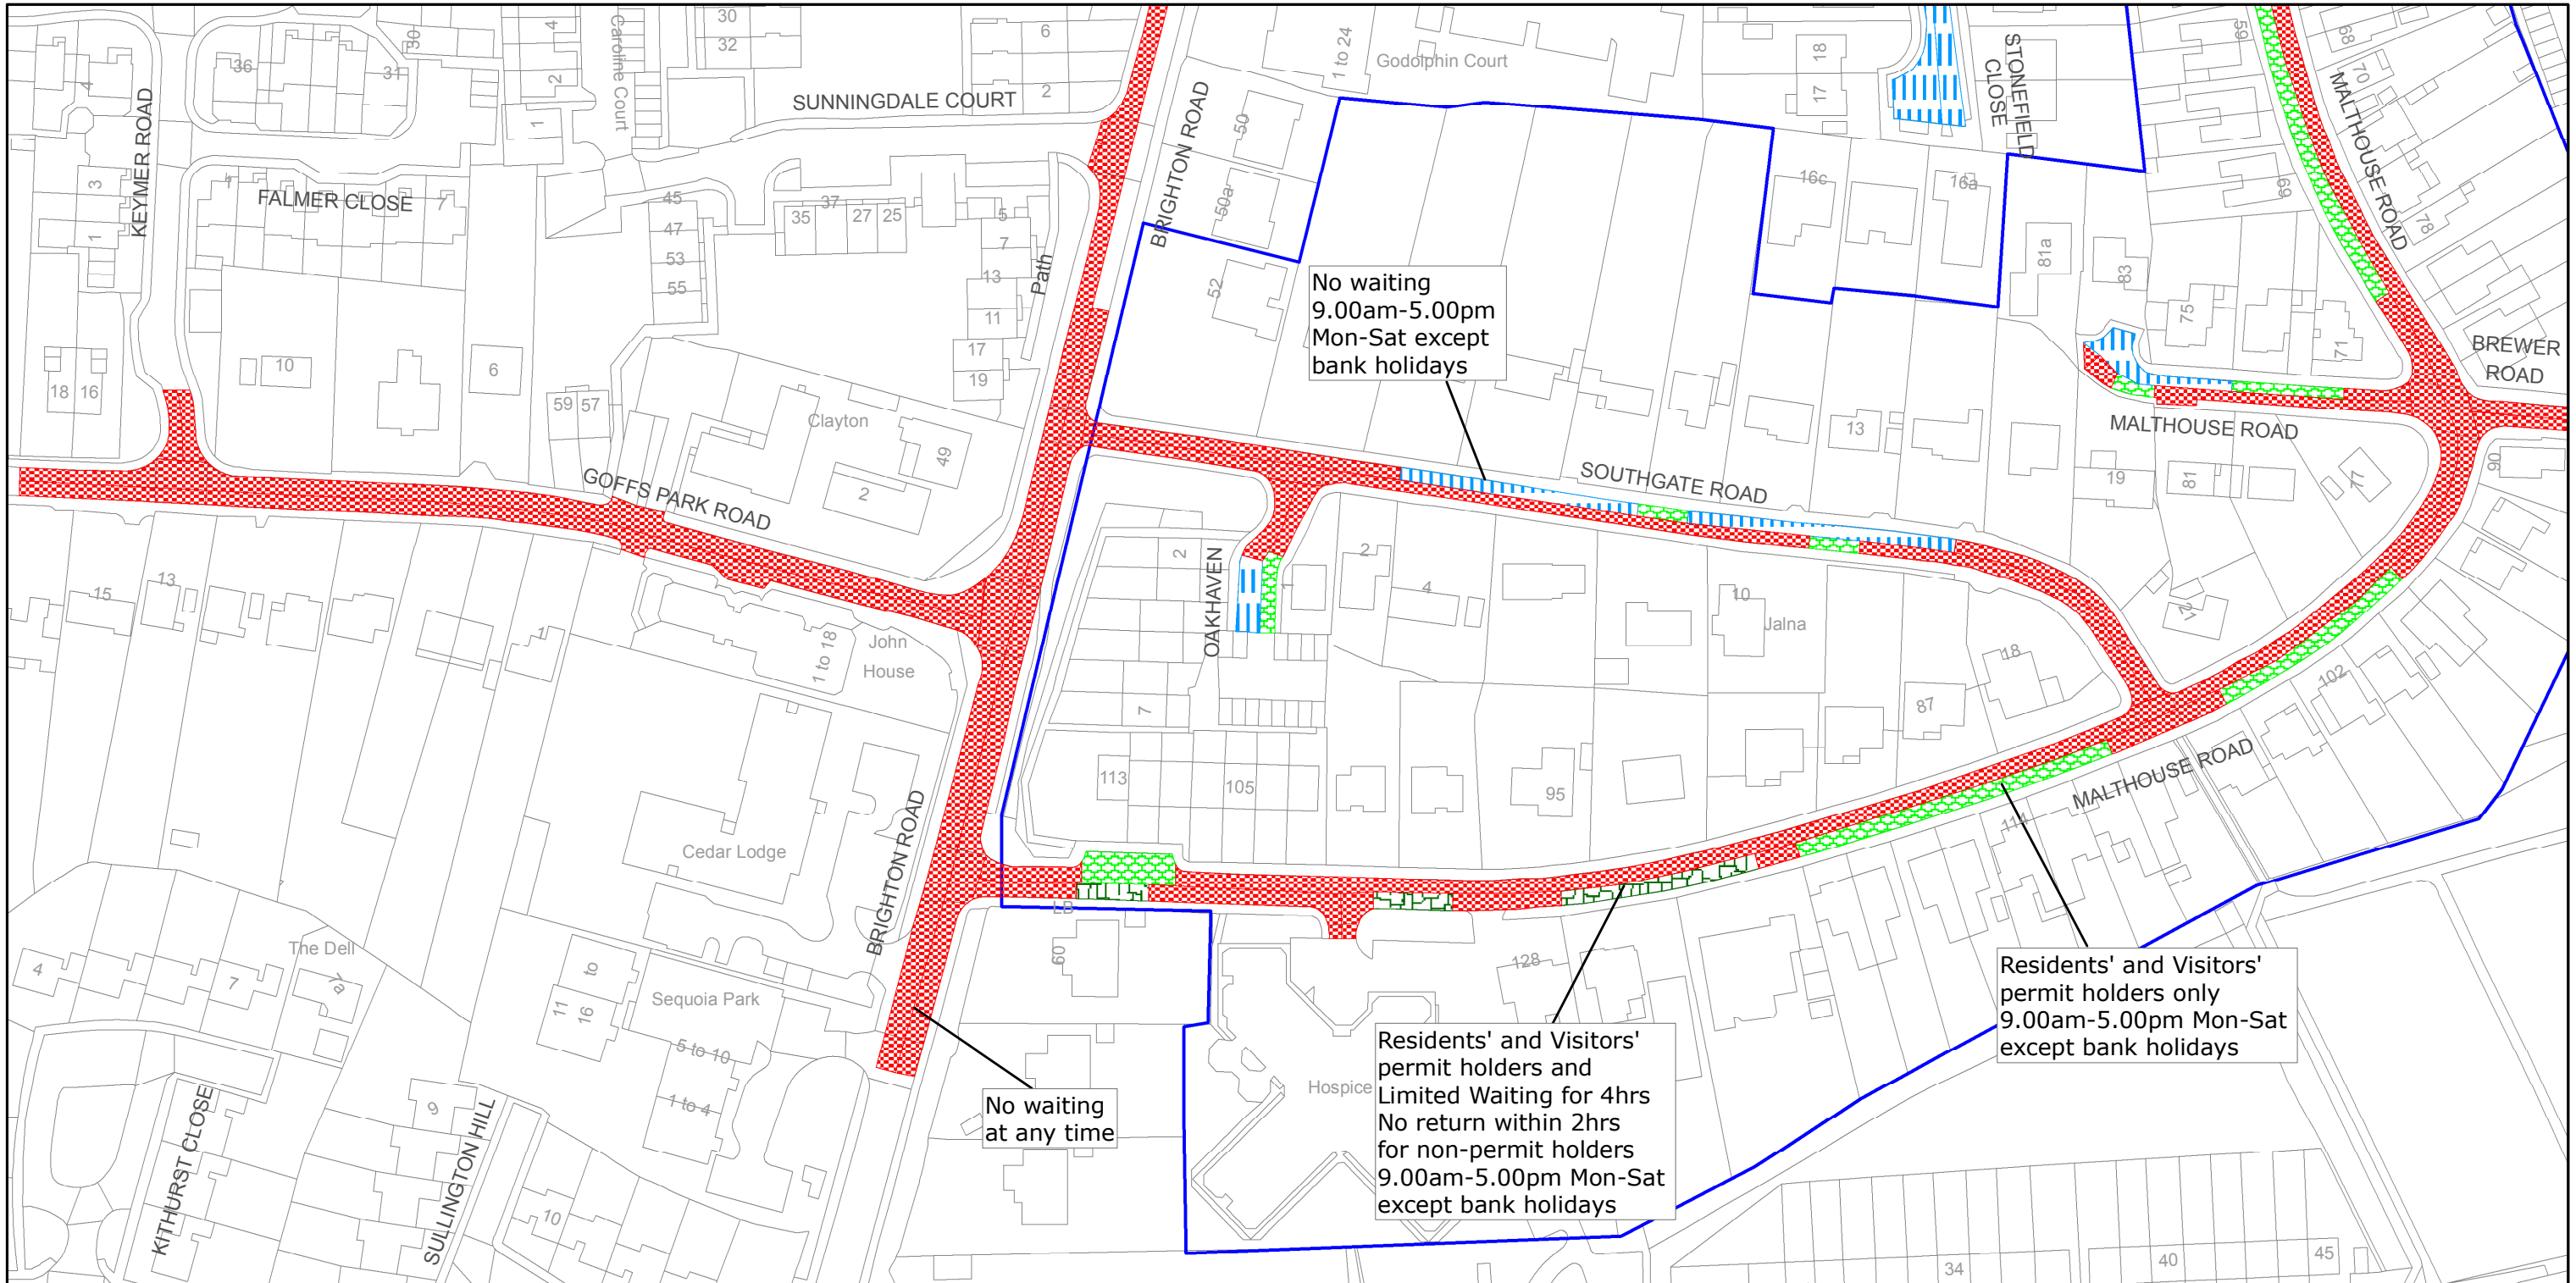 30
32
6
2
4
2
1
Caroline Court
30
36
31
4
KEYMER ROAD
3
1
SUNNINGDALE COURT
1
FALMER CLOSE
7
45
47
53
55
35
37
27
25
5
7
13
11
17
19
Path
BRIGHTON ROAD
50
50a
52
1 to 24
Godolphin Court
18
17
STONEFIELD
CLOSE
16c
16a
81a
83
75
71
59
69
68
70
78
MALTHOUSE ROAD
BREWER
ROAD
No waiting
9.00am-5.00pm
Mon-Sat except
bank holidays
18
16
10
6
59
57
Clayton
49
2
GOFFS PARK ROAD
SOUTHGATE ROAD
13
19
81
77
90
MALTHOUSE ROAD
15
13
1
1 to 18
John
House
OAKHAVEN
2
7
1
2
4
10
Jalna
18
87
21
102
113
105
95
114
MALTHOUSE ROAD
Cedar Lodge
BRIGHTON ROAD
LB
60
The Dell
4
7
7a
11
to
16
Sequoia Park
5 to 10
1 to 4
9
10
KITHURST CLOSE
SULLINGTON HILL
No waiting
at any time
128
Hospice
Residents' and Visitors'
permit holders and
Limited Waiting for 4hrs
No return within 2hrs
for non-permit holders
9.00am-5.00pm Mon-Sat
except bank holidays
Residents' and Visitors'
permit holders only
9.00am-5.00pm Mon-Sat
except bank holidays
34
40
45